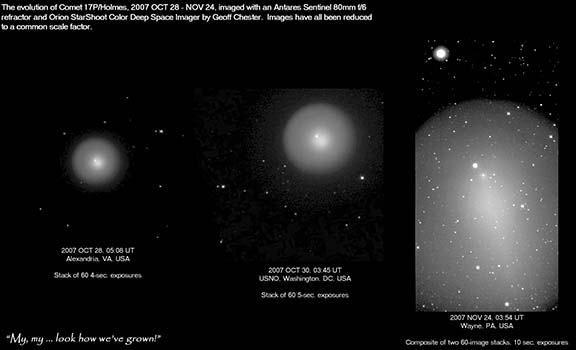 The evolution of Comet 17P/Holmes, 2007 OCT 28 - NOV 24, imaged with an Antares Sentinel 80mm f/6
refractor and Orion StarShoot Color Deep Space Imager by Geoff Chester.  Images have all been reduced
to a common scale factor.
2007 OCT 28, 05:08 UT
Alexandria, VA, USA
Stack of 60 4-sec. exposures
2007 OCT 30, 03:45 UT
USNO, Washington, DC, USA
Stack of 60 5-sec. exposures
2007 NOV 24, 03:54 UT
Wayne, PA, USA
Composite of two 60-image stacks, 10 sec. exposures
"My, my ... look how we've grown!"